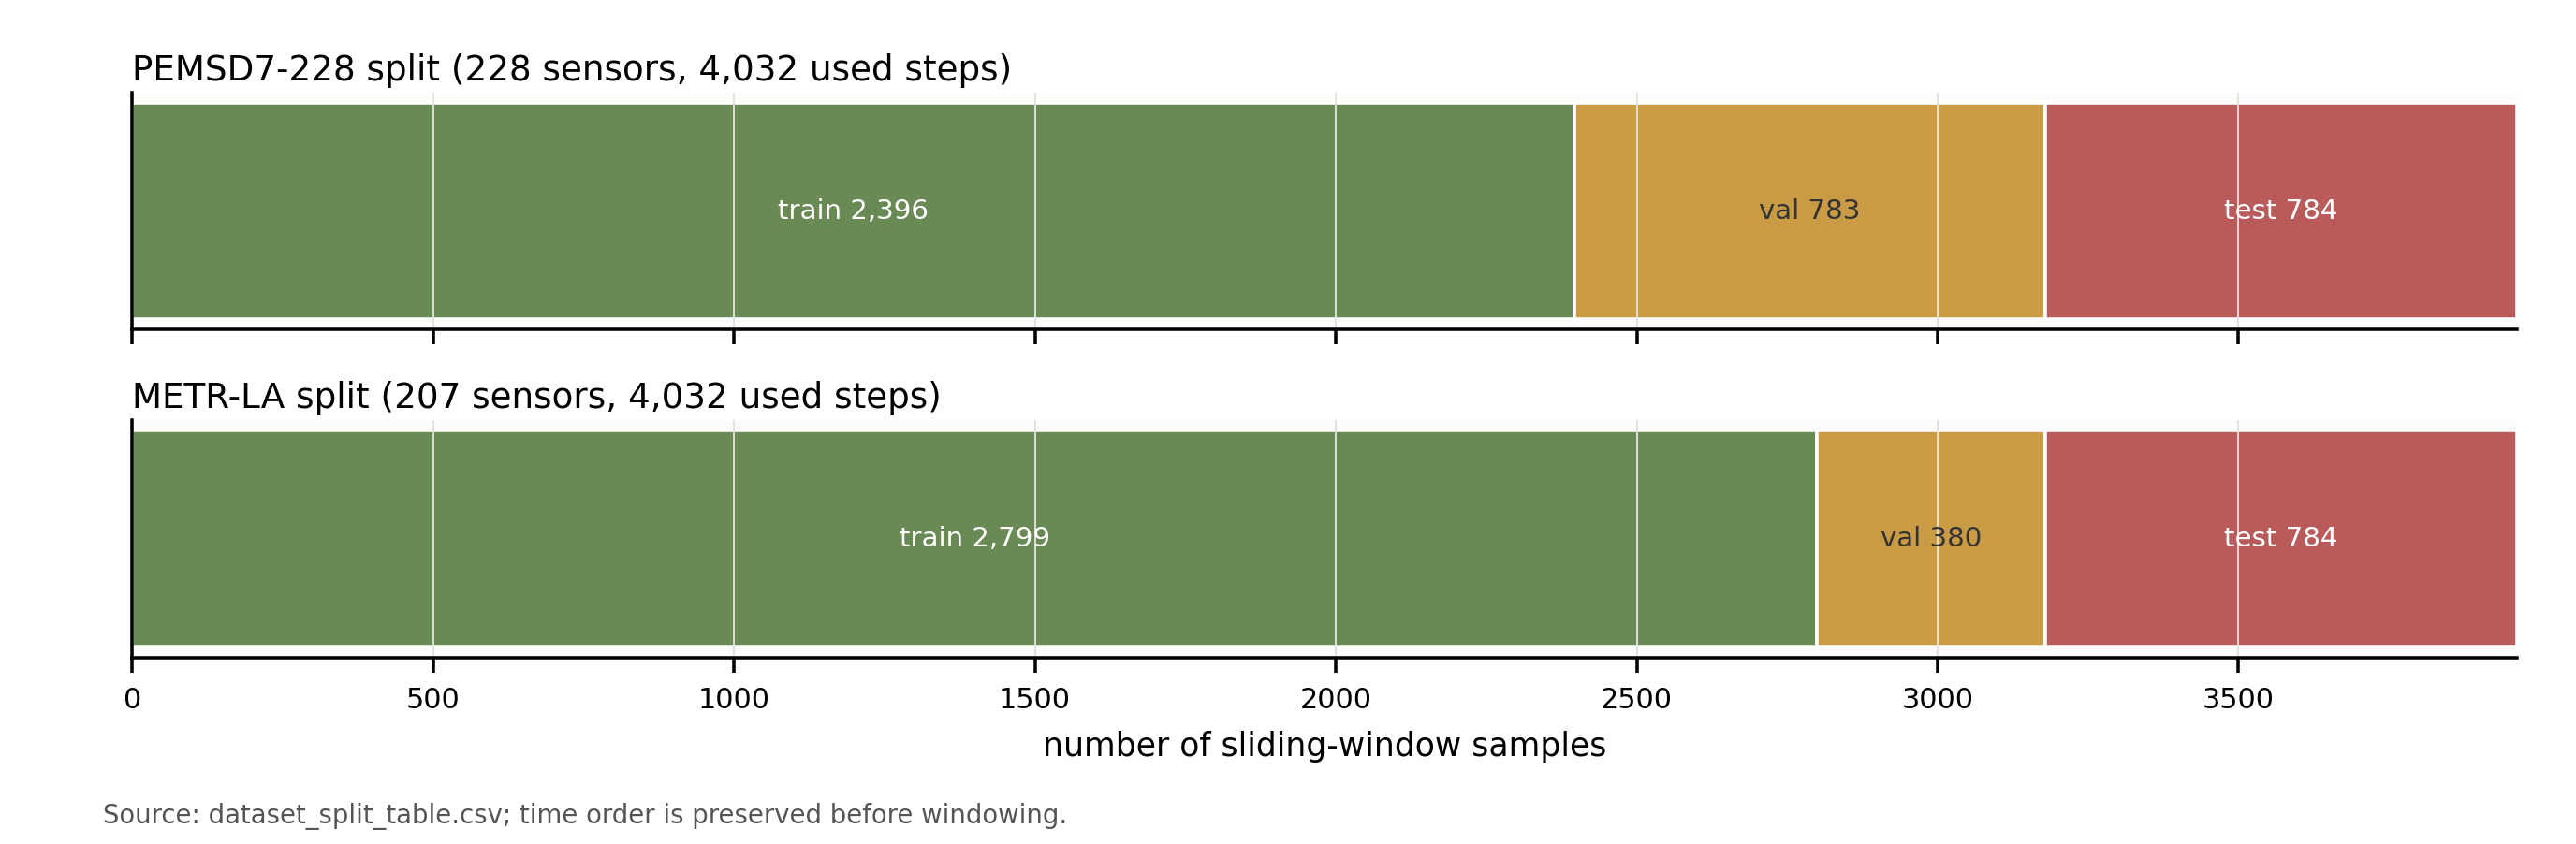 PEMSD7-228 split (228 sensors, 4,032 used steps)
train 2,396
val 783
test 784
METR-LA split (207 sensors, 4,032 used steps)
train 2,799
val 380
test 784
0 500 1000 1500 2000 2500 3000 3500
number of sliding-window samples
Source: dataset_split_table.csv; time order is preserved before windowing.